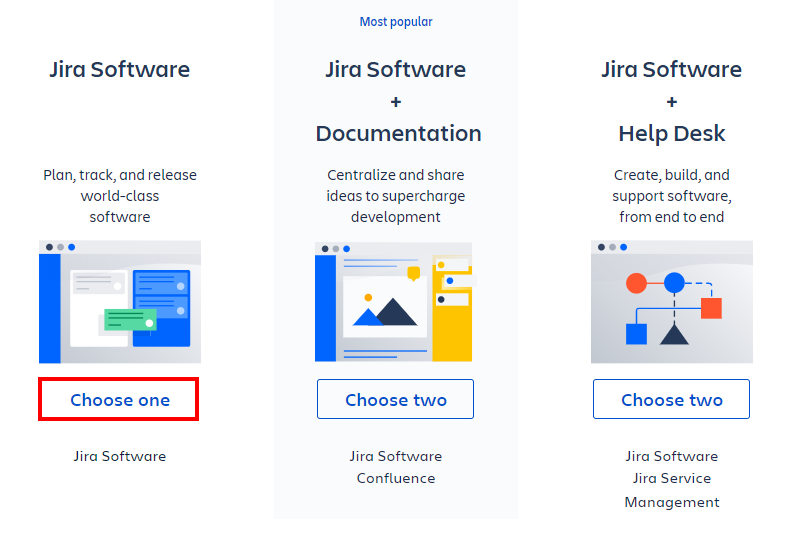 Jira Software
Plan, track, and release
world-class
software
Choose one
Jira Software
Most popular
Jira Software
+
Documentation
Centralize and share
ideas to supercharge
development
Choose two
Jira Software
Confluence
Jira Software
+
Help Desk
Create, build, and
support software,
from end to end
Choose two
Jira Software
Jira Service
Management